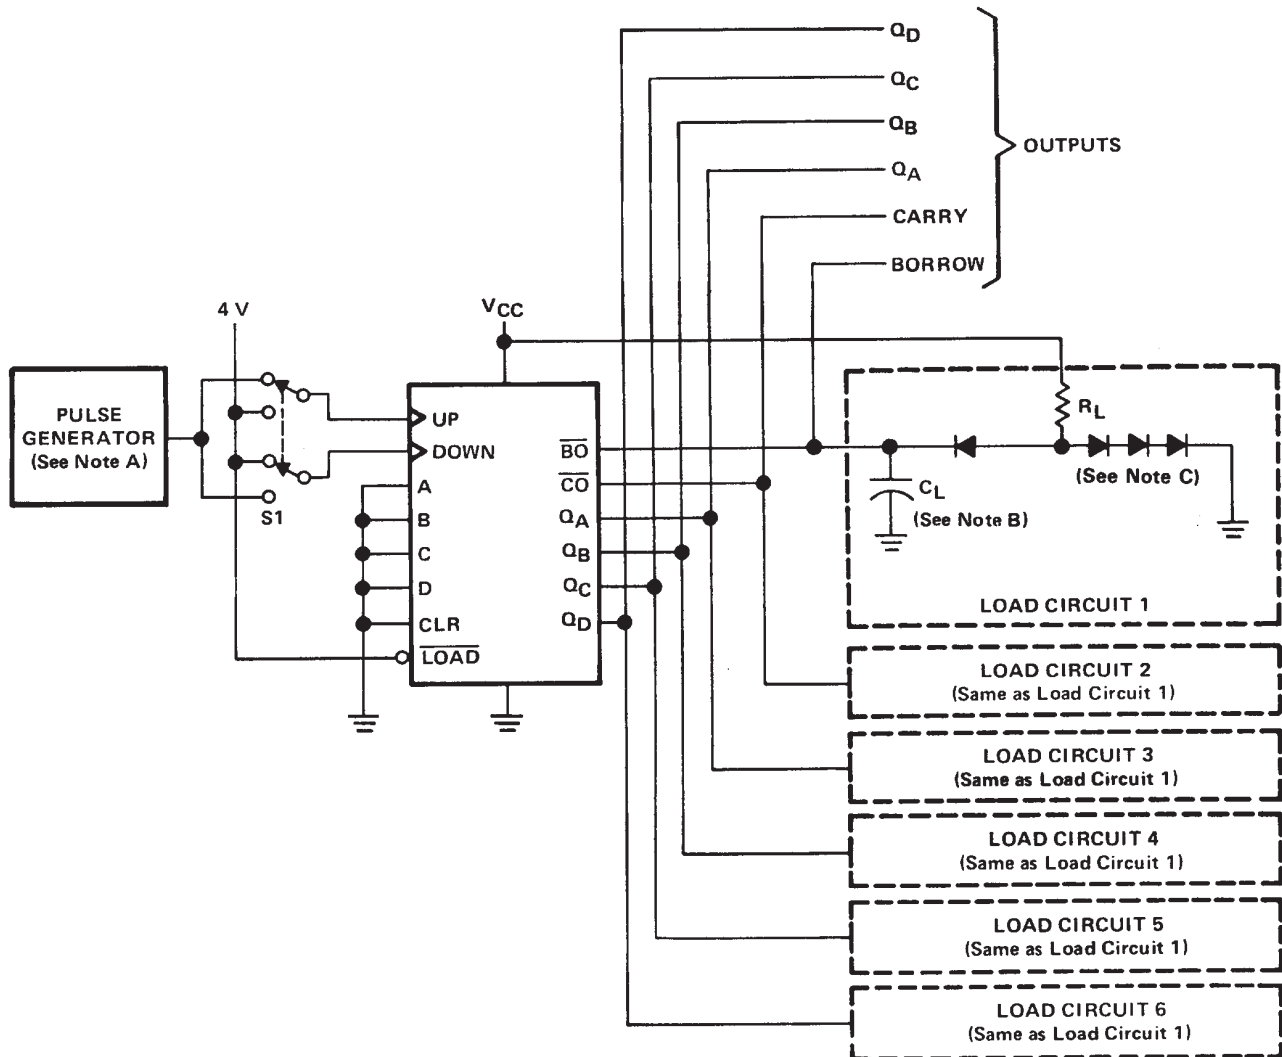 QD
QC
QB
OUTPUTS
QA
CARRY
BORROW
4 V
VCC
PULSE
GENERATOR
(See Note A)
S1
UP
DOWN
A
B
C
D
CLR
LOAD
BO
CO
QA
QB
QC
QD
RL
(See Note C)
CL
(See Note B)
LOAD CIRCUIT 1
LOAD CIRCUIT 2
(Same as Load Circuit 1)
LOAD CIRCUIT 3
(Same as Load Circuit 1)
LOAD CIRCUIT 4
(Same as Load Circuit 1)
LOAD CIRCUIT 5
(Same as Load Circuit 1)
LOAD CIRCUIT 6
(Same as Load Circuit 1)